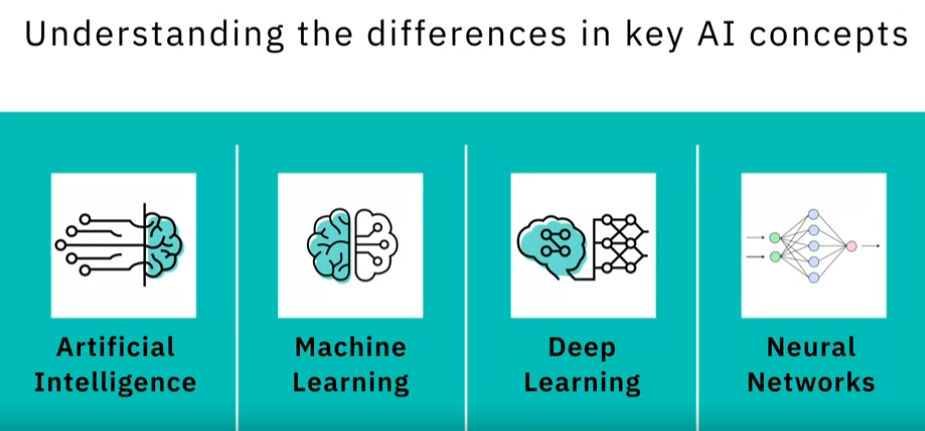 Understanding the differences in key AI concepts
Artificial
Intelligence
Machine
Learning
Deep
Learning
Neural
Networks